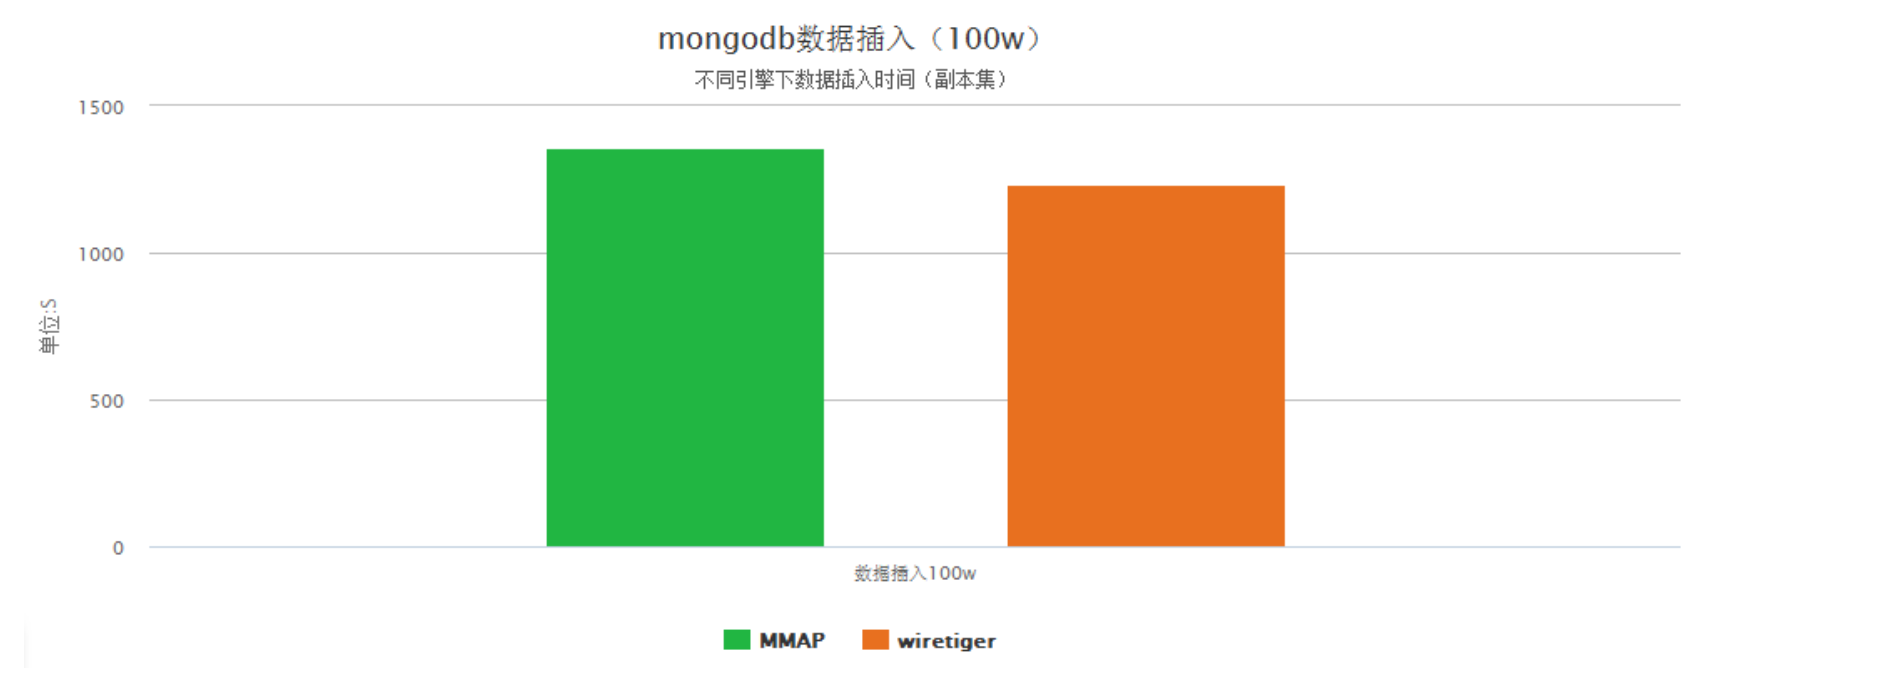 mongodb数据插入（100w）
不同引擎下数据插入时间（副本集）
1500
1000
500
0
单位:S
数据插入100w
MMAP
wiretiger